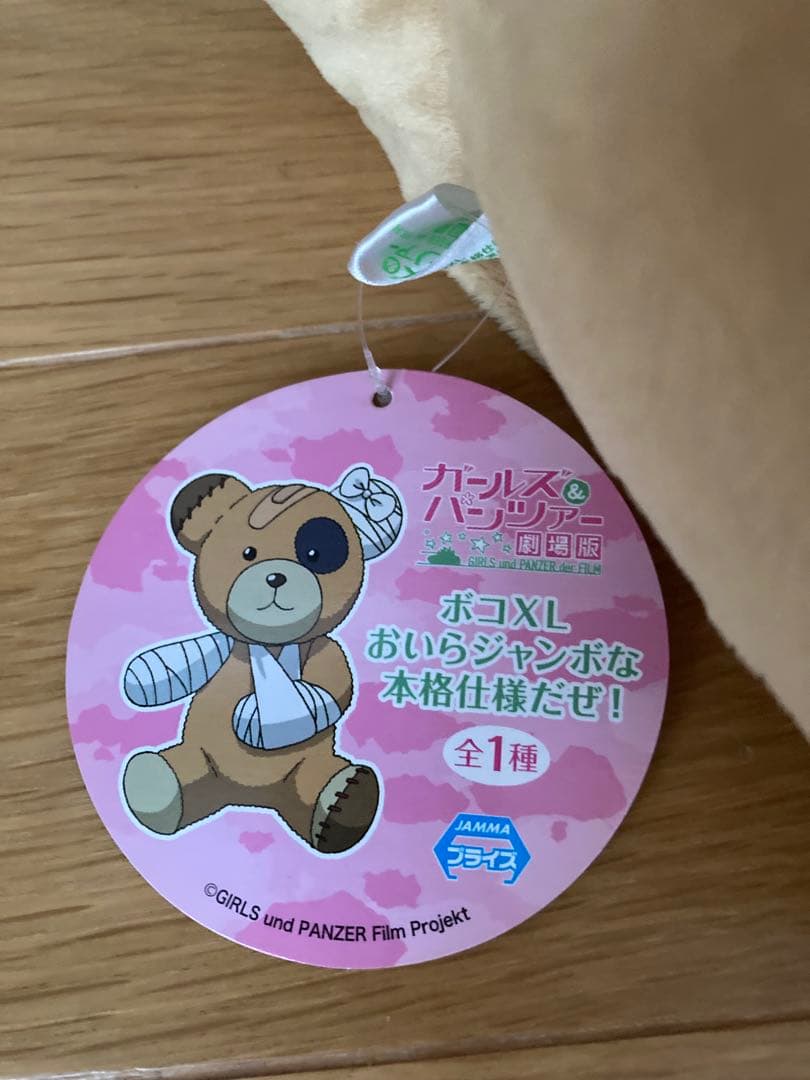 ガールズ&
パンツァー
劇場版
GIRLS und PANZER der FILM
ボコXL
おいらジャンボな
本格仕様だぜ!
全1種
JAMMA
プライズ
©GIRLS und PANZER Film Projekt